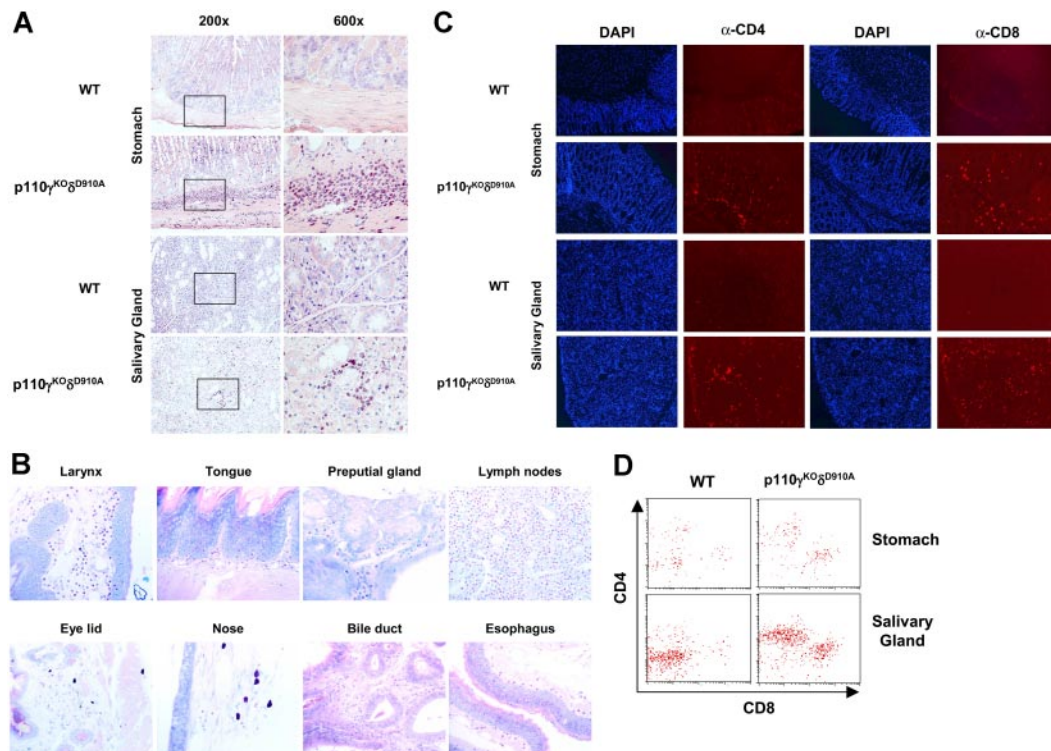 A
200x
600x
WT
p110γKOδD910A
Stomach
WT
p110γKOδD910A
Salivary Gland
B
Larynx
Tongue
Preputial gland
Lymph nodes
Eye lid
Nose
Bile duct
Esophagus
C
DAPI
α-CD4
DAPI
α-CD8
WT
p110γKOδD910A
Stomach
WT
p110γKOδD910A
Salivary Gland
D
WT
p110γKOδD910A
Stomach
Salivary
Gland
CD4
CD8